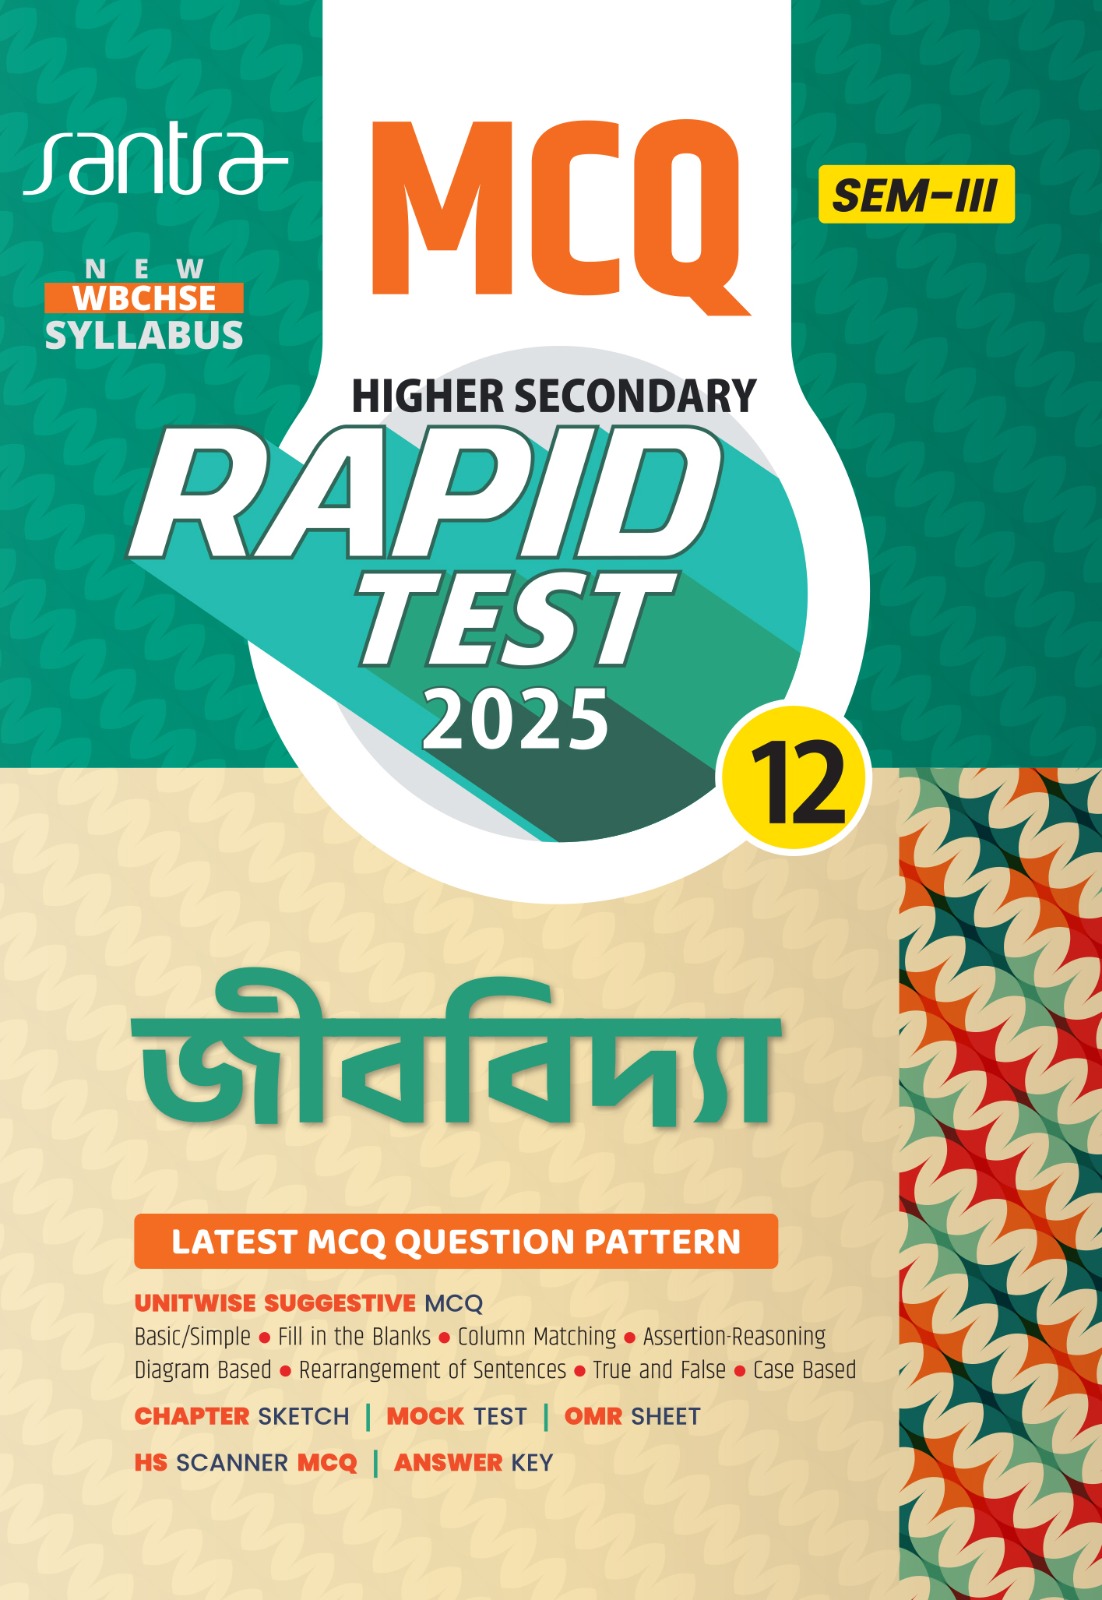 santra
NEW
WBCHSE
SYLLABUS
MCQ
SEM-III
HIGHER SECONDARY
RAPID
TEST
2025
12
জীববিদ্যা
LATEST MCQ QUESTION PATTERN
UNITWISE SUGGESTIVE MCQ
Basic/Simple ● Fill in the Blanks ● Column Matching ● Assertion-Reasoning
Diagram Based ● Rearrangement of Sentences ● True and False ● Case Based
CHAPTER SKETCH | MOCK TEST | OMR SHEET
HS SCANNER MCQ | ANSWER KEY